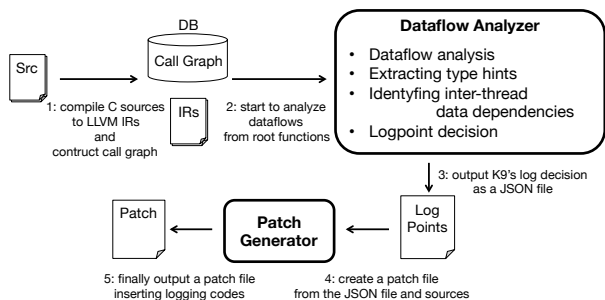 DB
Dataflow Analyzer
Src
Call Graph
• Dataflow analysis
• Extracting type hints
• Identyfing inter-thread
data dependencies
• Logpoint decision
1: compile C sources
to LLVM IRs
and
contruct call graph
IRs
2: start to analyze
dataflows
from root functions
3: output K9's log decision
as a JSON file
Patch
Patch
Generator
Log
Points
5: finally output a patch file
inserting logging codes
4: create a patch file
from the JSON file and sources